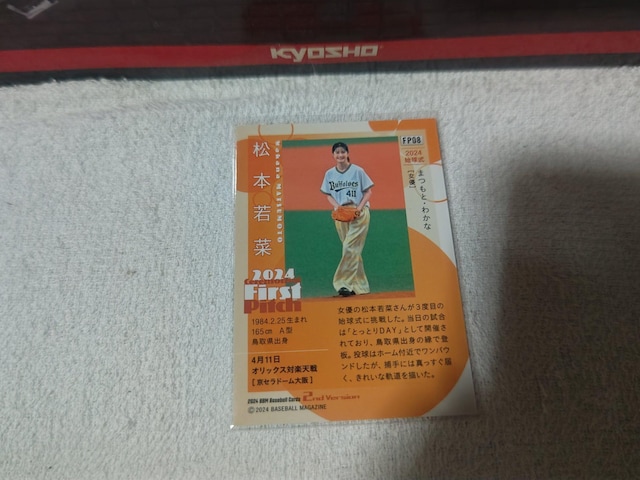 KYOSHO
FP08
2024
始球式
[女優]
まつもと・わかな
松本若菜
Wakana MATSUMOTO
Buffaloes
411
2024
First
Pitch
1984.2.25生まれ
165㎝ A型
鳥取県出身
4月11日
オリックス対楽天戦
[京セラドーム大阪]
女優の松本若菜さんが3度目の
始球式に挑戦した。当日の試合
は「とっとりDAY」として開催さ
れており、鳥取県出身の縁で登
板。投球はホーム付近でワンバウ
ンドしたが、捕手には真っすぐ届
く、きれいな軌道を描いた。
2024 BBM Baseball Cards 2nd Version
©2024 BASEBALL MAGAZINE